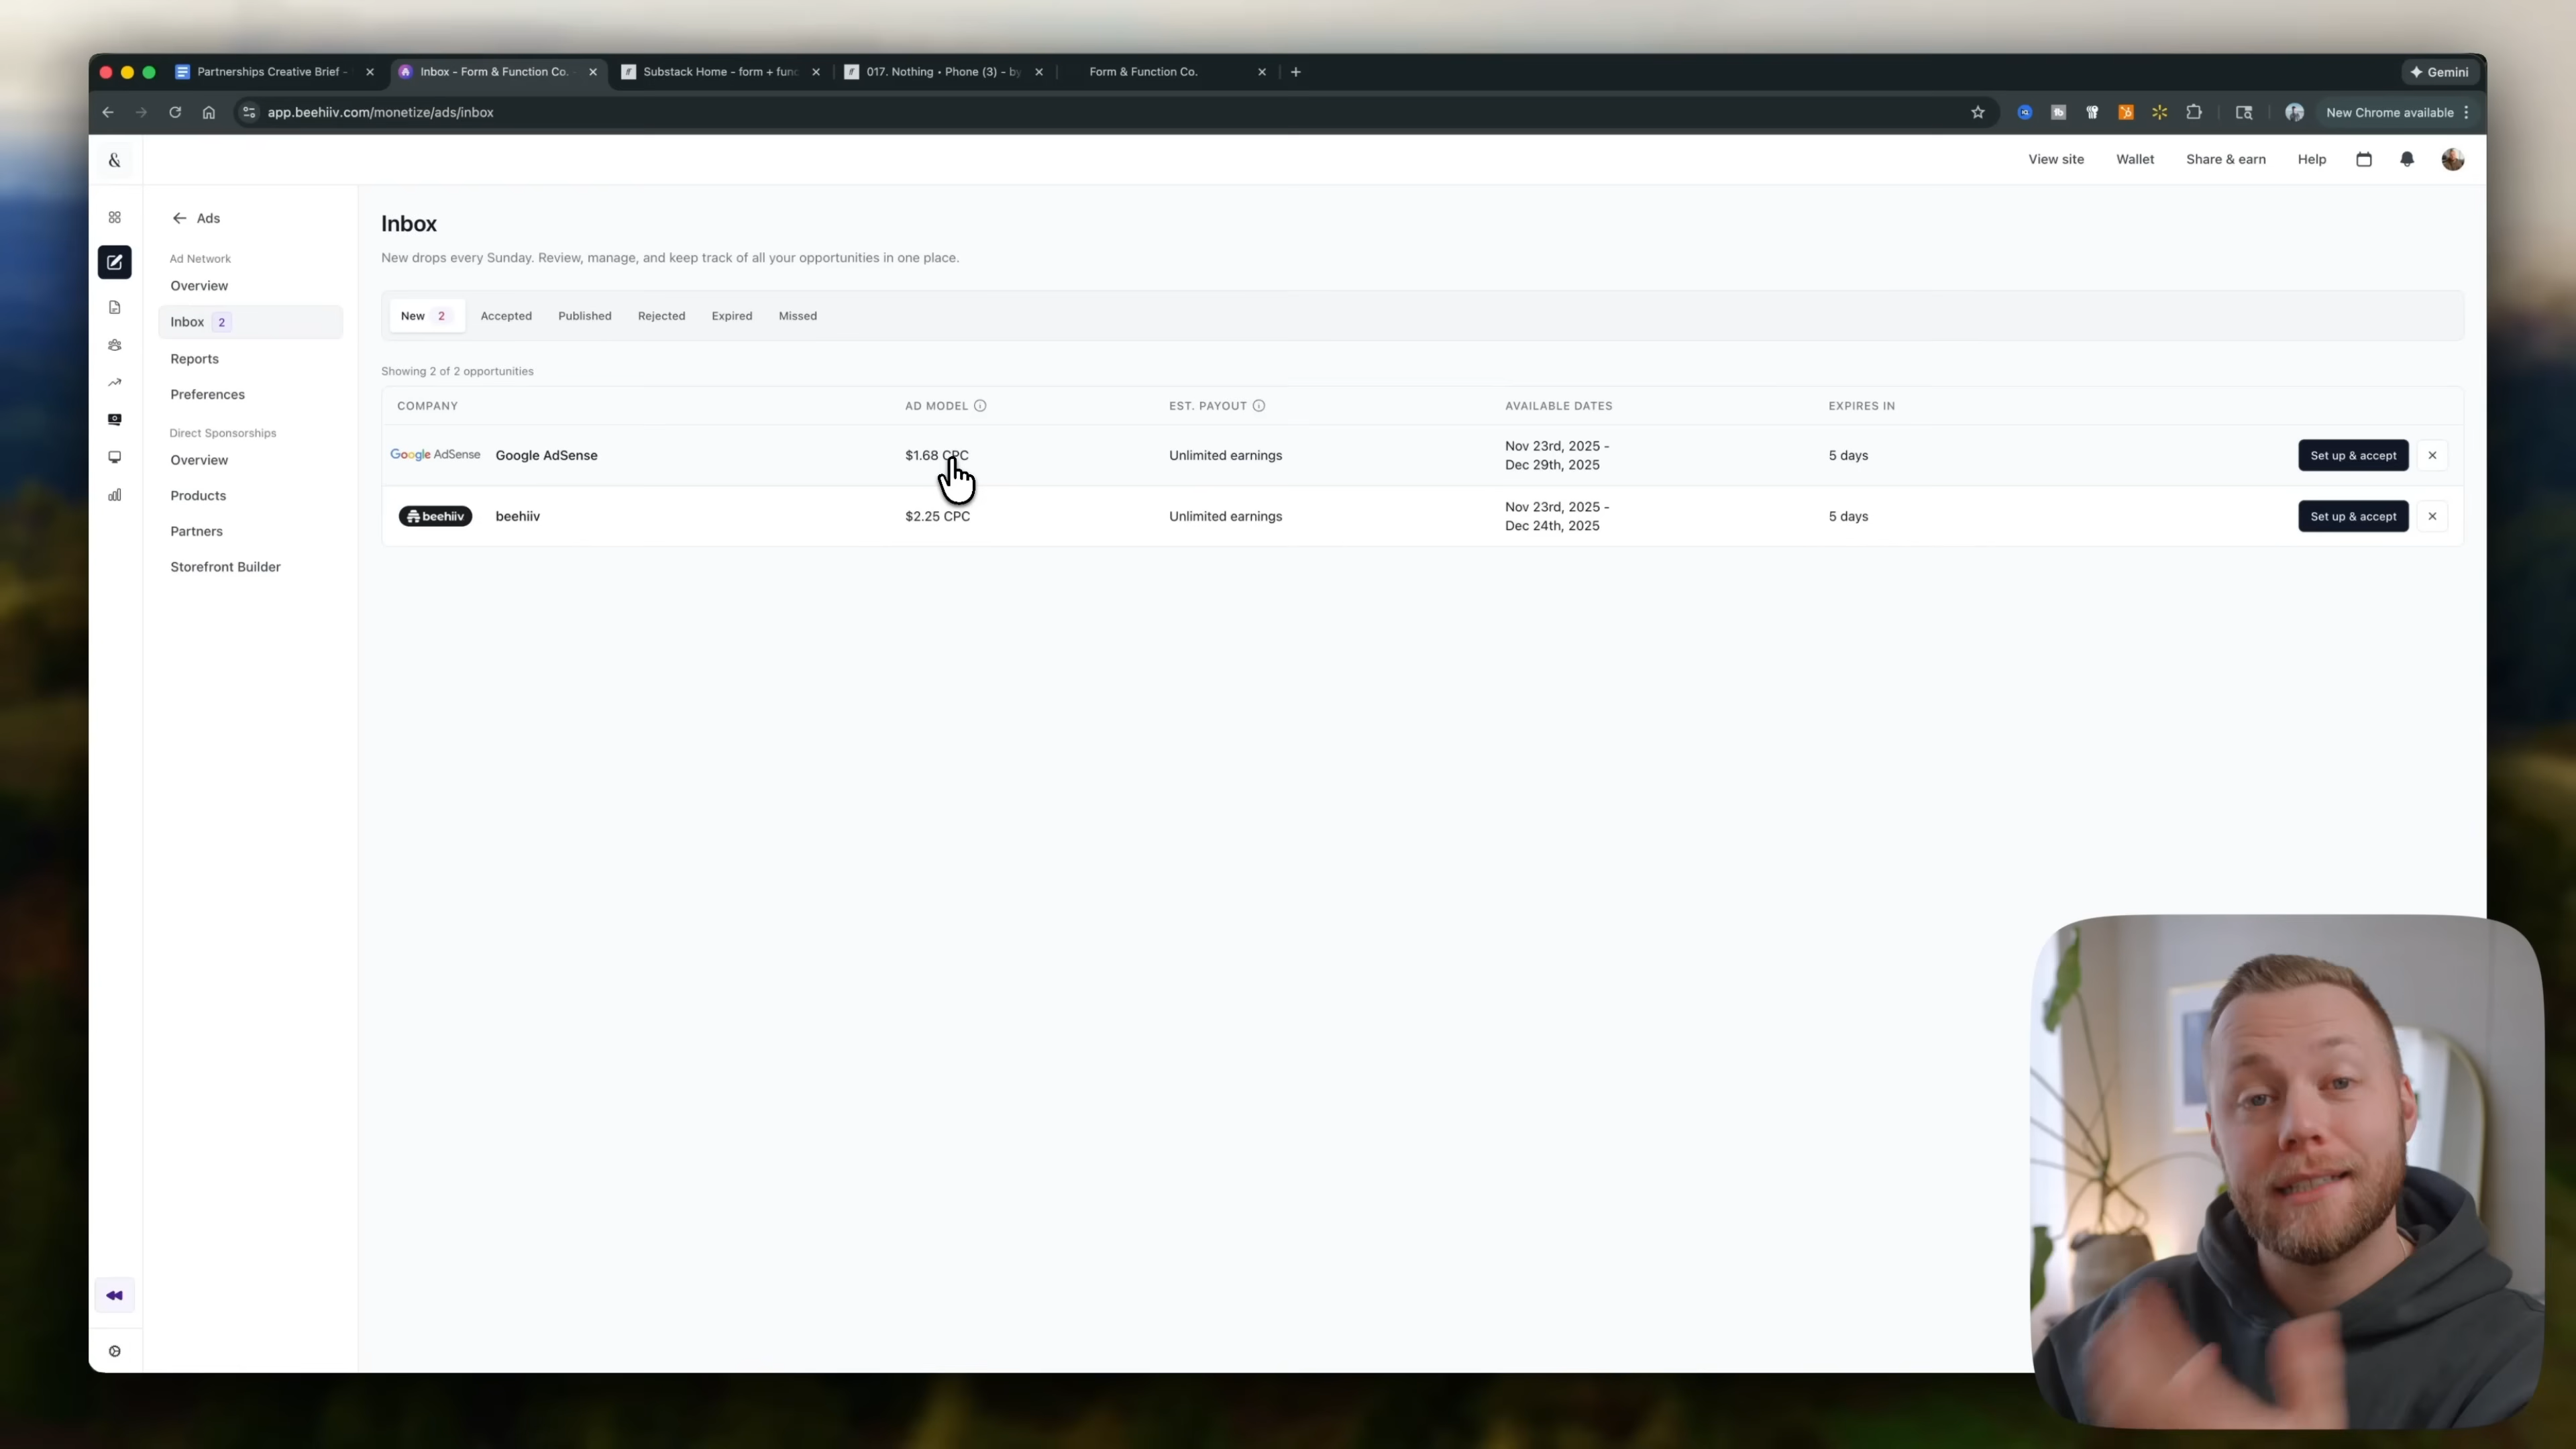 Partnerships Creative Brief -
Inbox - Form & Function Co.
Substack Home - form + func
017. Nothing • Phone (3) - by
Form & Function Co.
Gemini
app.beehiiv.com/monetize/ads/inbox
New Chrome available
&
View site
Wallet
Share & earn
Help
Ads
Ad Network
Overview
Inbox 2
Reports
Preferences
Direct Sponsorships
Overview
Products
Partners
Storefront Builder
Inbox
New drops every Sunday. Review, manage, and keep track of all your opportunities in one place.
New 2
Accepted
Published
Rejected
Expired
Missed
Showing 2 of 2 opportunities
COMPANY
AD MODEL
EST. PAYOUT
AVAILABLE DATES
EXPIRES IN
Google AdSense
Google AdSense
$1.68 CPC
Unlimited earnings
Nov 23rd, 2025 -
Dec 29th, 2025
5 days
Set up & accept
beehiiv
beehiiv
$2.25 CPC
Unlimited earnings
Nov 23rd, 2025 -
Dec 24th, 2025
5 days
Set up & accept